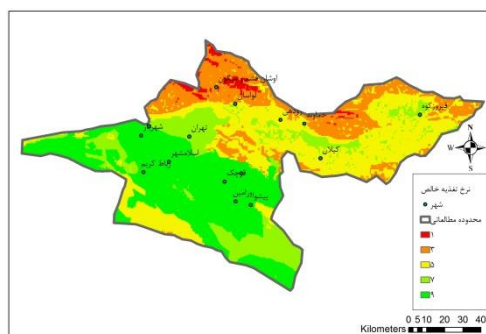 اوشان فشم میگون
لواسان
رودهن
دماوند
فیروزکوه
شهریار
تهران
گیلان
اسلامشهر
رباط کریم
قرچک
پیشوا
ورامین
N
W
E
S
نرخ تغذیه خالص
شهر
محدوده مطالعاتی
۱
۳
۵
۷
۹
0 5 10 20 30 40
Kilometers